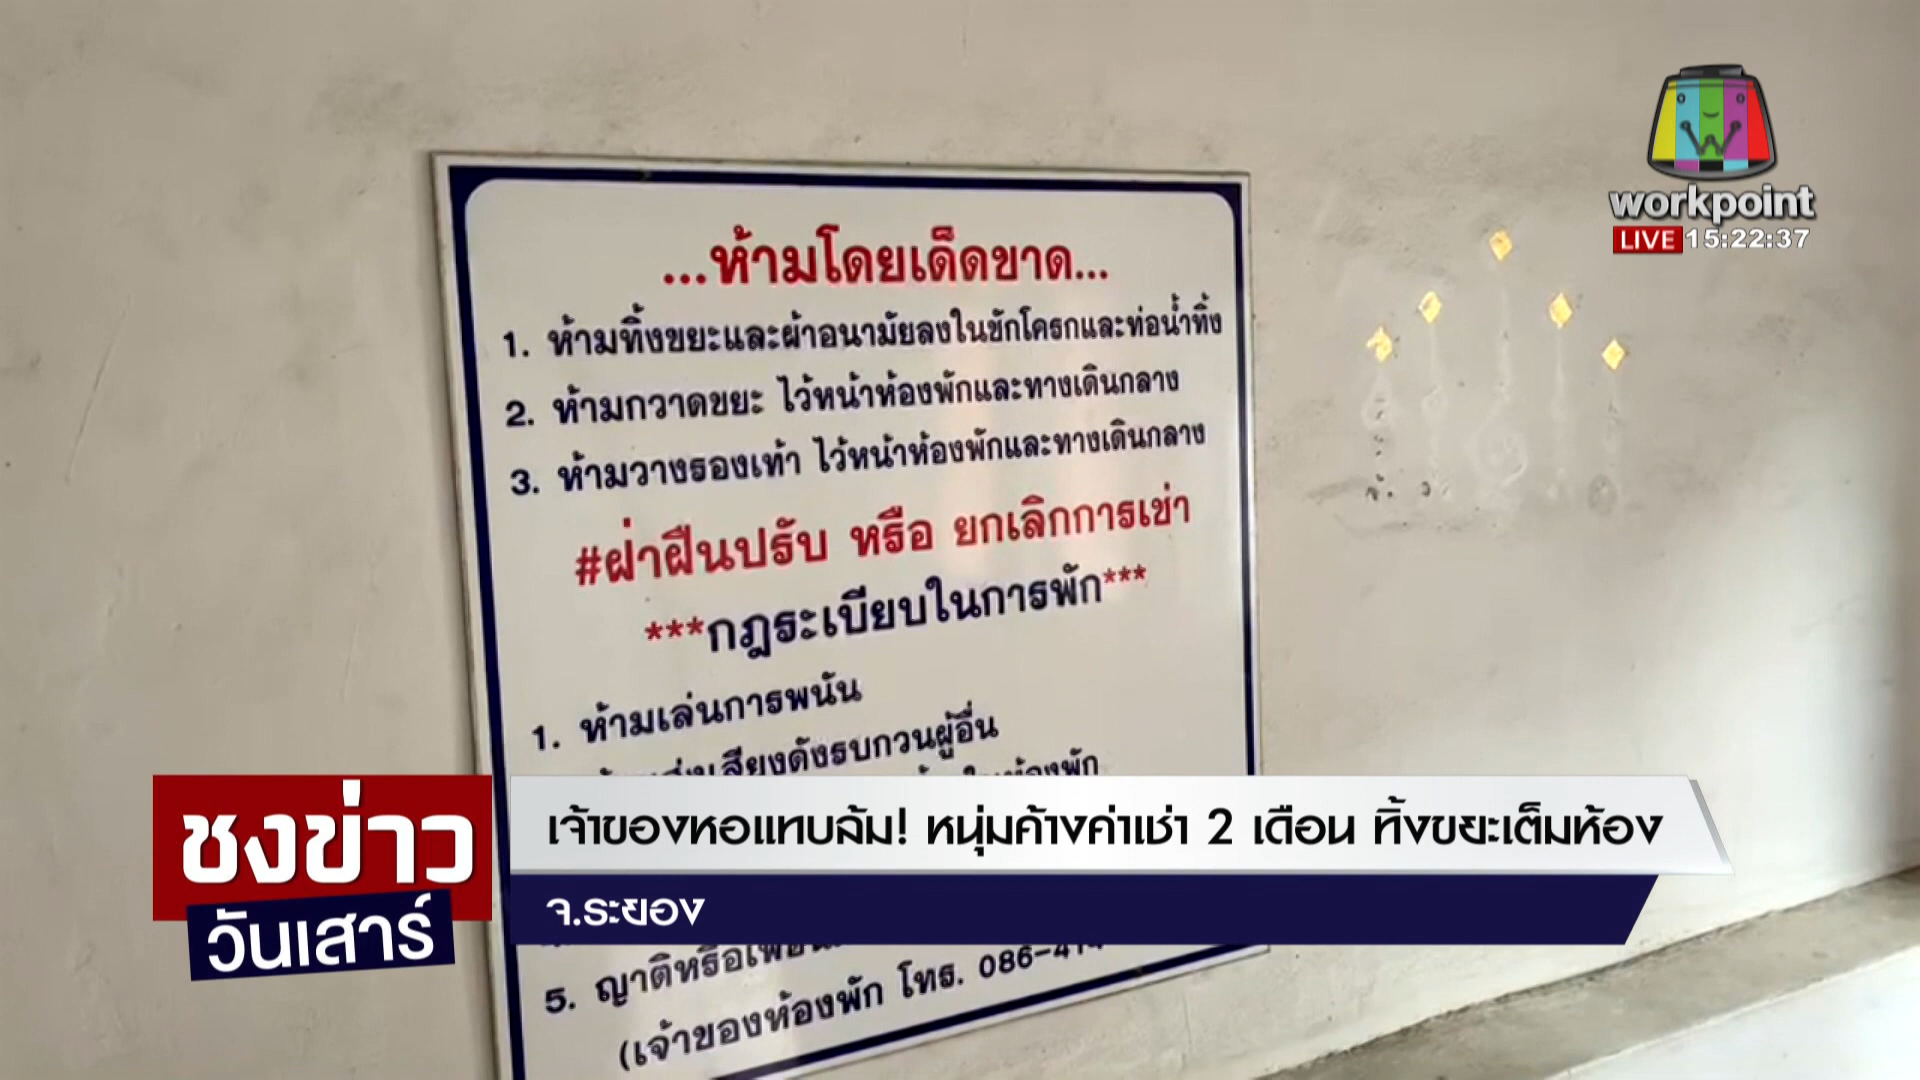 workpoint
LIVE 15:22:37
...ห้ามโดยเด็ดขาด...
1. ห้ามทิ้งขยะและผ้าอนามัยลงในชักโครกและท่อน้ำทิ้ง
2. ห้ามกวาดขยะ ไว้หน้าห้องพักและทางเดินกลาง
3. ห้ามวางรองเท้า ไว้หน้าห้องพักและทางเดินกลาง
#ฝ่าฝืนปรับ หรือ ยกเลิกการเช่า
***กฎระเบียบในการพัก***
1. ห้ามเล่นการพนัน
เสียงดังรบกวนผู้อื่น
ห้องพัก
5. ญาติหรือเพื่อน
(เจ้าของห้องพัก โทร. 086-41
ชงข่าว
วันเสาร์
เจ้าของหอแทบล้ม! หนุ่มค้างค่าเช่า 2 เดือน ทิ้งขยะเต็มห้อง
จ.ระยอง